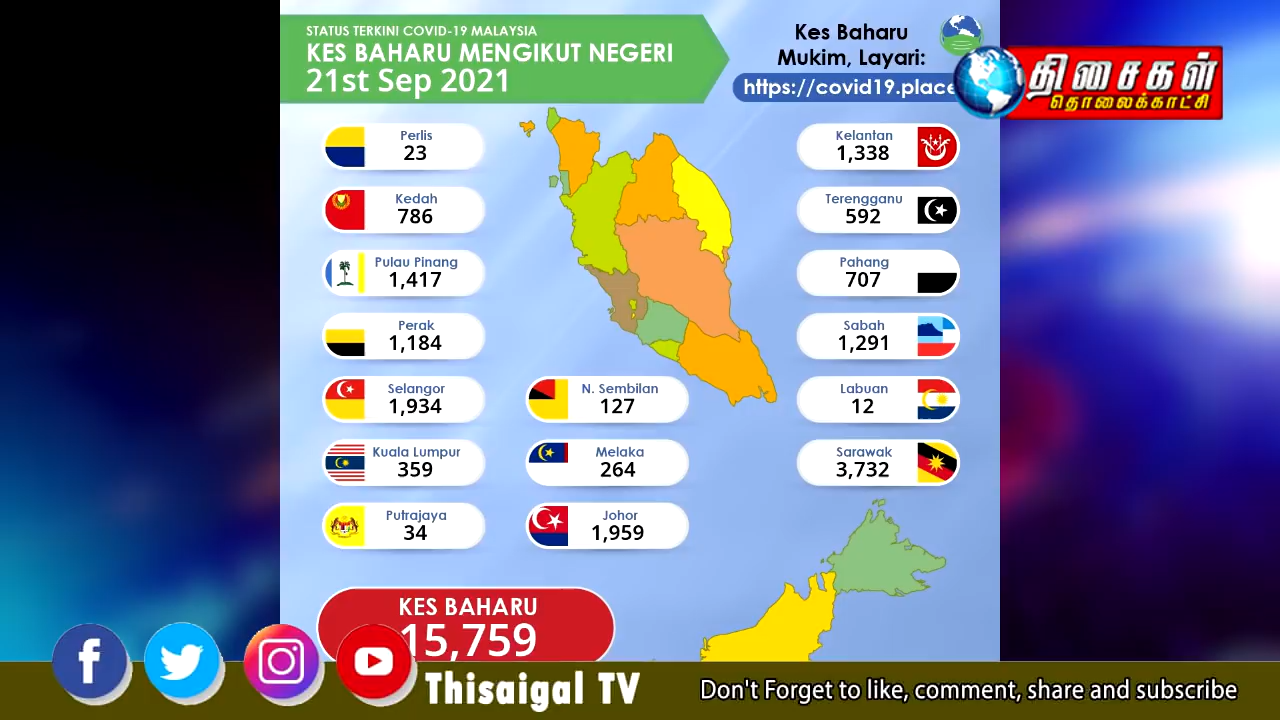 STATUS TERKINI COVID-19 MALAYSIA
KES BAHARU MENGIKUT NEGERI
21st Sep 2021
Kes Baharu
Mukim, Layari:
https://covid19.place
திசைகள்
தொலைக்காட்சி
Perlis
23
Kedah
786
Pulau Pinang
1,417
Perak
1,184
Selangor
1,934
Kuala Lumpur
359
Putrajaya
34
N. Sembilan
127
Melaka
264
Johor
1,959
Kelantan
1,338
Terengganu
592
Pahang
707
Sabah
1,291
Labuan
12
Sarawak
3,732
KES BAHARU
15,759
Thisaigal TV
Don't Forget to like, comment, share and subscribe